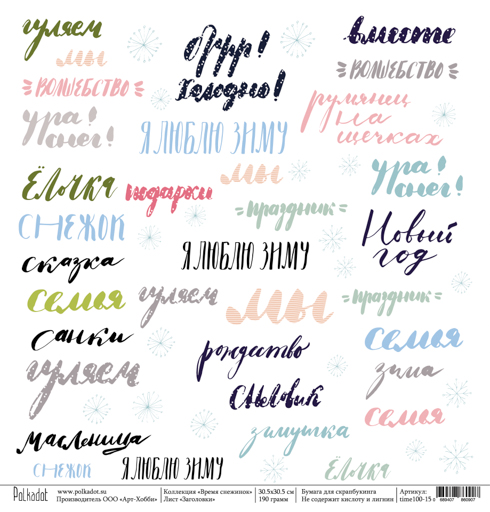 гуляем
Фррр!
вместе
мы
Холодно!
ВОЛШЕБСТВО
ВОЛШЕБСТВО
румянец
на
щечках
ура!
снег!
Я ЛЮБЛЮ ЗИМУ
ура!
снег!
мы
Ёлочка
подарки
праздник
СНЕЖОК
Новый
год
сказка
Я ЛЮБЛЮ ЗИМУ
семья
гуляем
мы
праздник
санки
семья
рождество
гуляем
зима
снеговик
семья
зимушка
масленица
СНЕЖОК
Я ЛЮБЛЮ ЗИМУ
ёлочка
Polkadot
www.polkadot.su
Производитель ООО «Арт-Хобби»
Коллекция «Время снежинок»
Лист «Заголовки»
30.5x30.5 см
190 грамм
Бумага для скрапбукинга
Не содержит кислоту и лигнин
Артикул:
time100-15